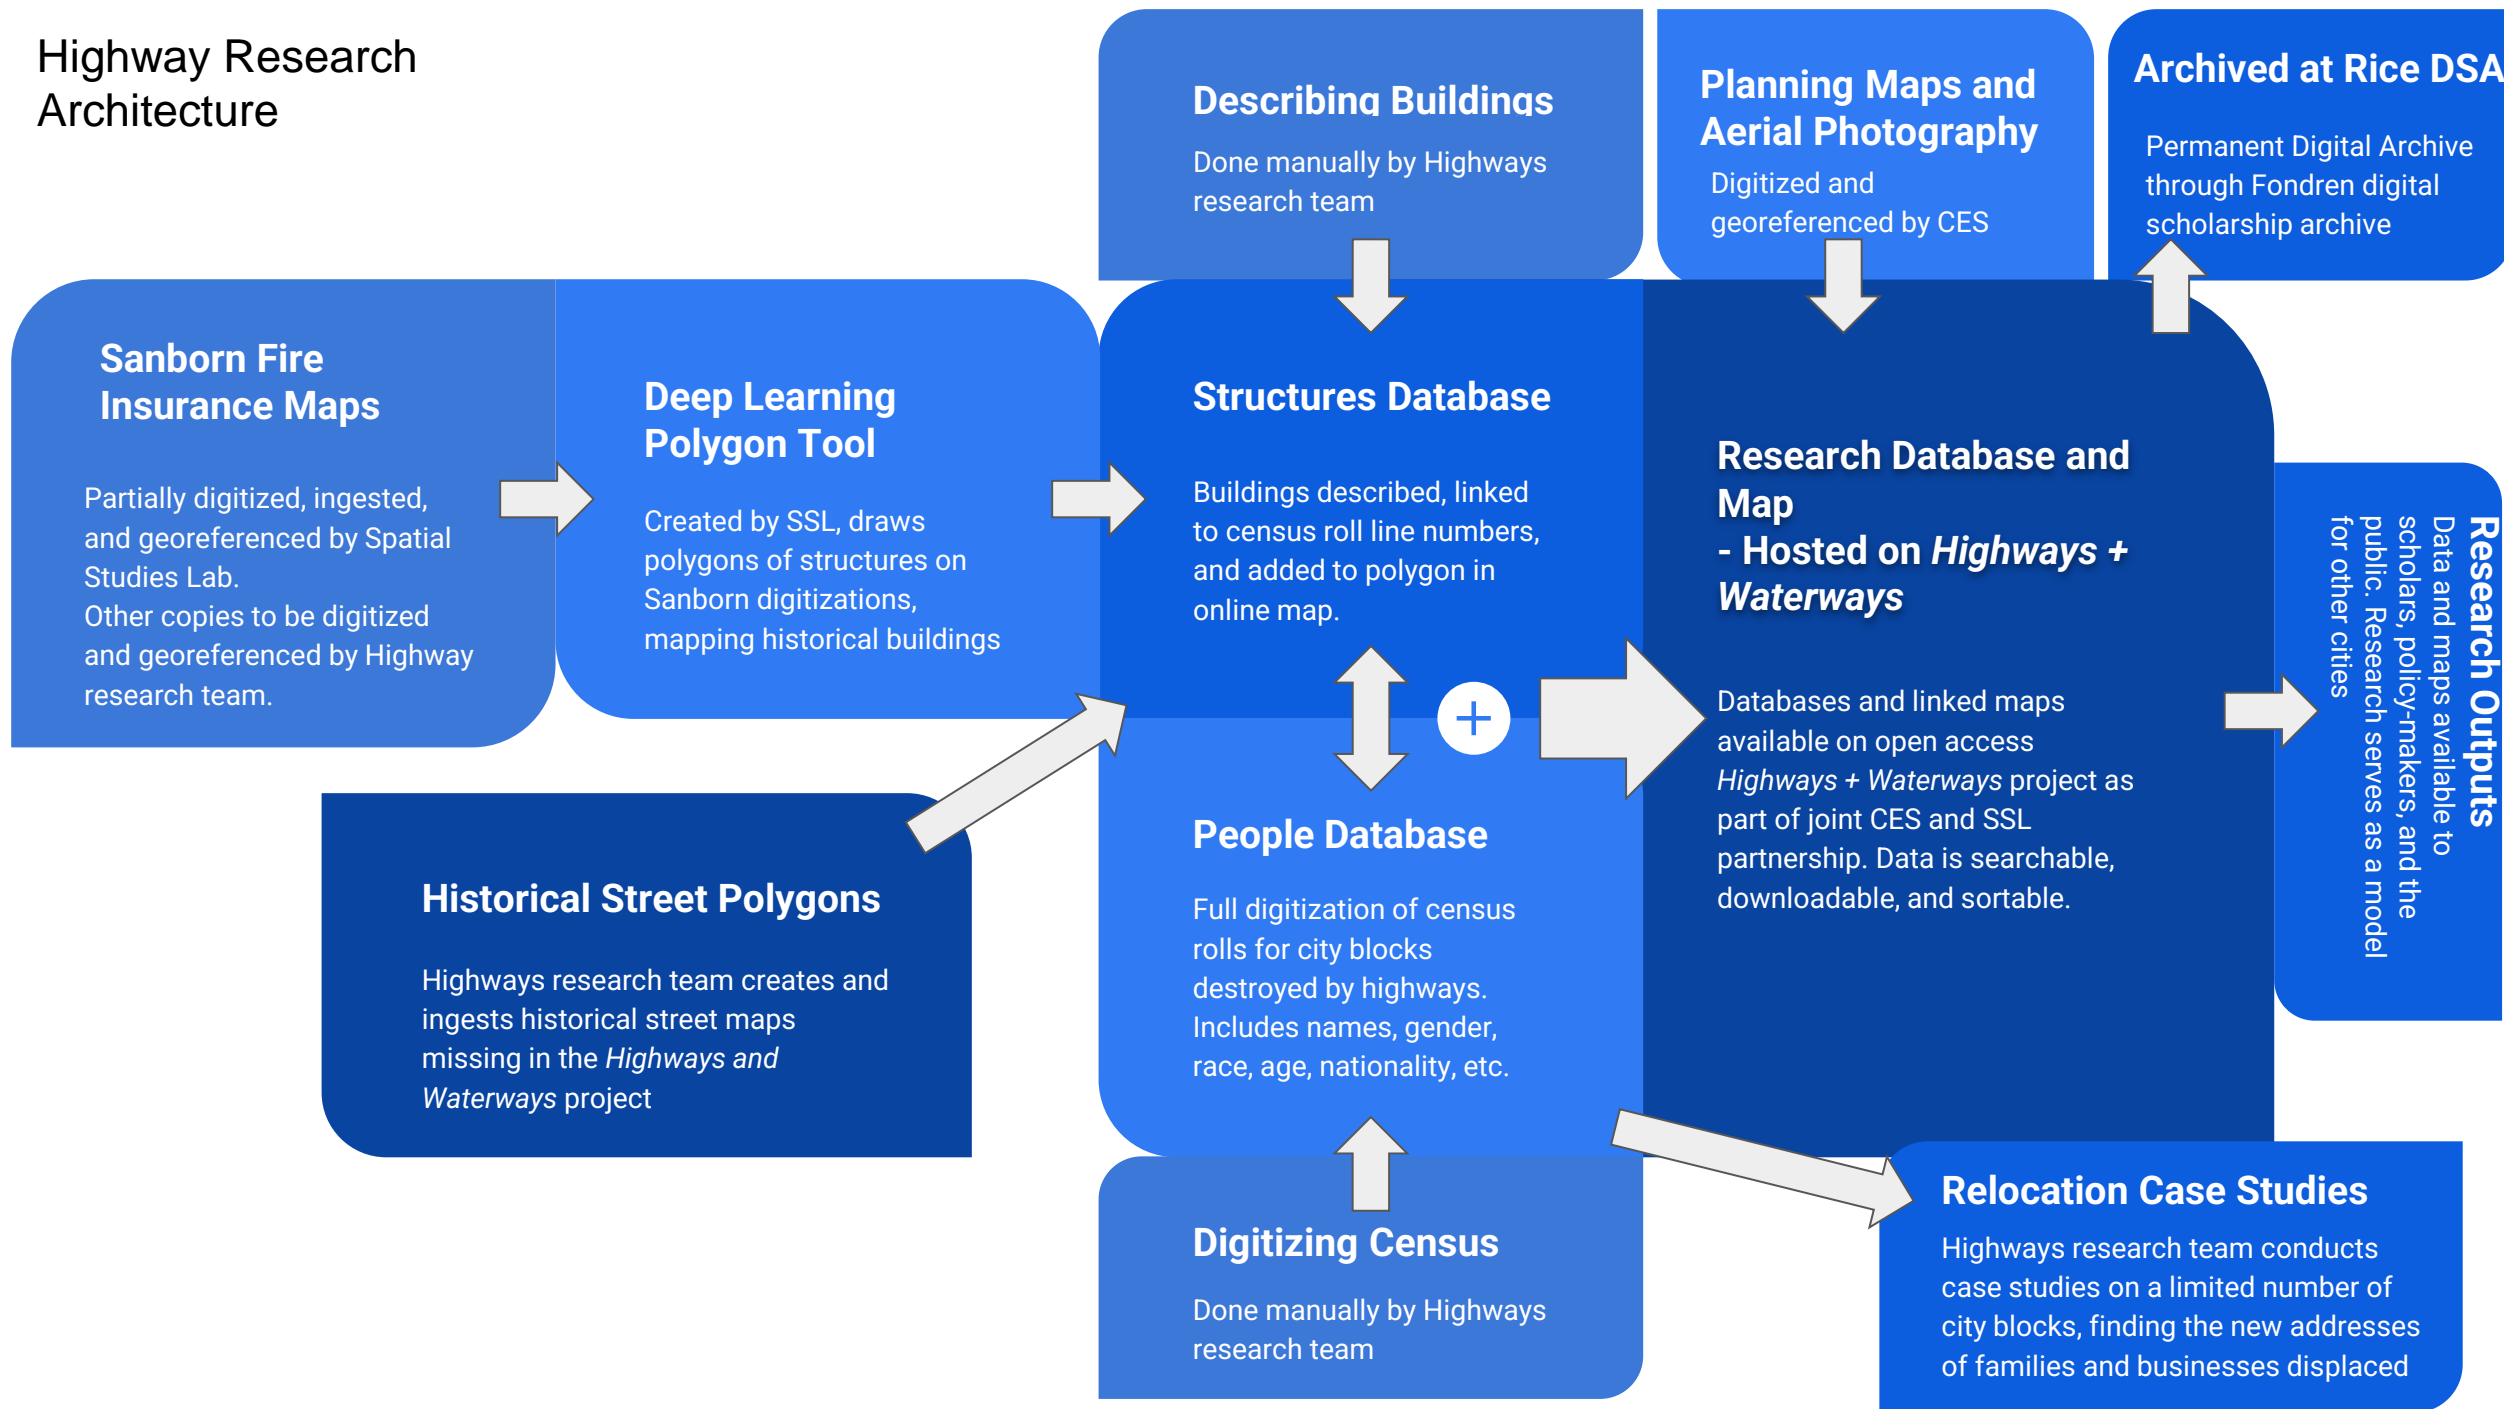 Highway Research
Architecture
Describing Buildings
Done manually by Highways
research team
Planning Maps and
Aerial Photography
Digitized and
georeferenced by CES
Archived at Rice DSA
Permanent Digital Archive
through Fondren digital
scholarship archive
Sanborn Fire
Insurance Maps
Partially digitized, ingested,
and georeferenced by Spatial
Studies Lab.
Other copies to be digitized
and georeferenced by Highway
research team.
Deep Learning
Polygon Tool
Created by SSL, draws
polygons of structures on
Sanborn digitizations,
mapping historical buildings
Structures Database
Buildings described, linked
to census roll line numbers,
and added to polygon in
online map.
+
Research Database and
Map
- Hosted on Highways +
Waterways
Databases and linked maps
available on open access
Highways + Waterways project as
part of joint CES and SSL
partnership. Data is searchable,
downloadable, and sortable.
Research Outputs
Data and maps available to
scholars, policy-makers, and the
public. Research serves as a model
for other cities
Historical Street Polygons
Highways research team creates and
ingests historical street maps
missing in the Highways and
Waterways project
People Database
Full digitization of census
rolls for city blocks
destroyed by highways.
Includes names, gender,
race, age, nationality, etc.
Digitizing Census
Done manually by Highways
research team
Relocation Case Studies
Highways research team conducts
case studies on a limited number of
city blocks, finding the new addresses
of families and businesses displaced